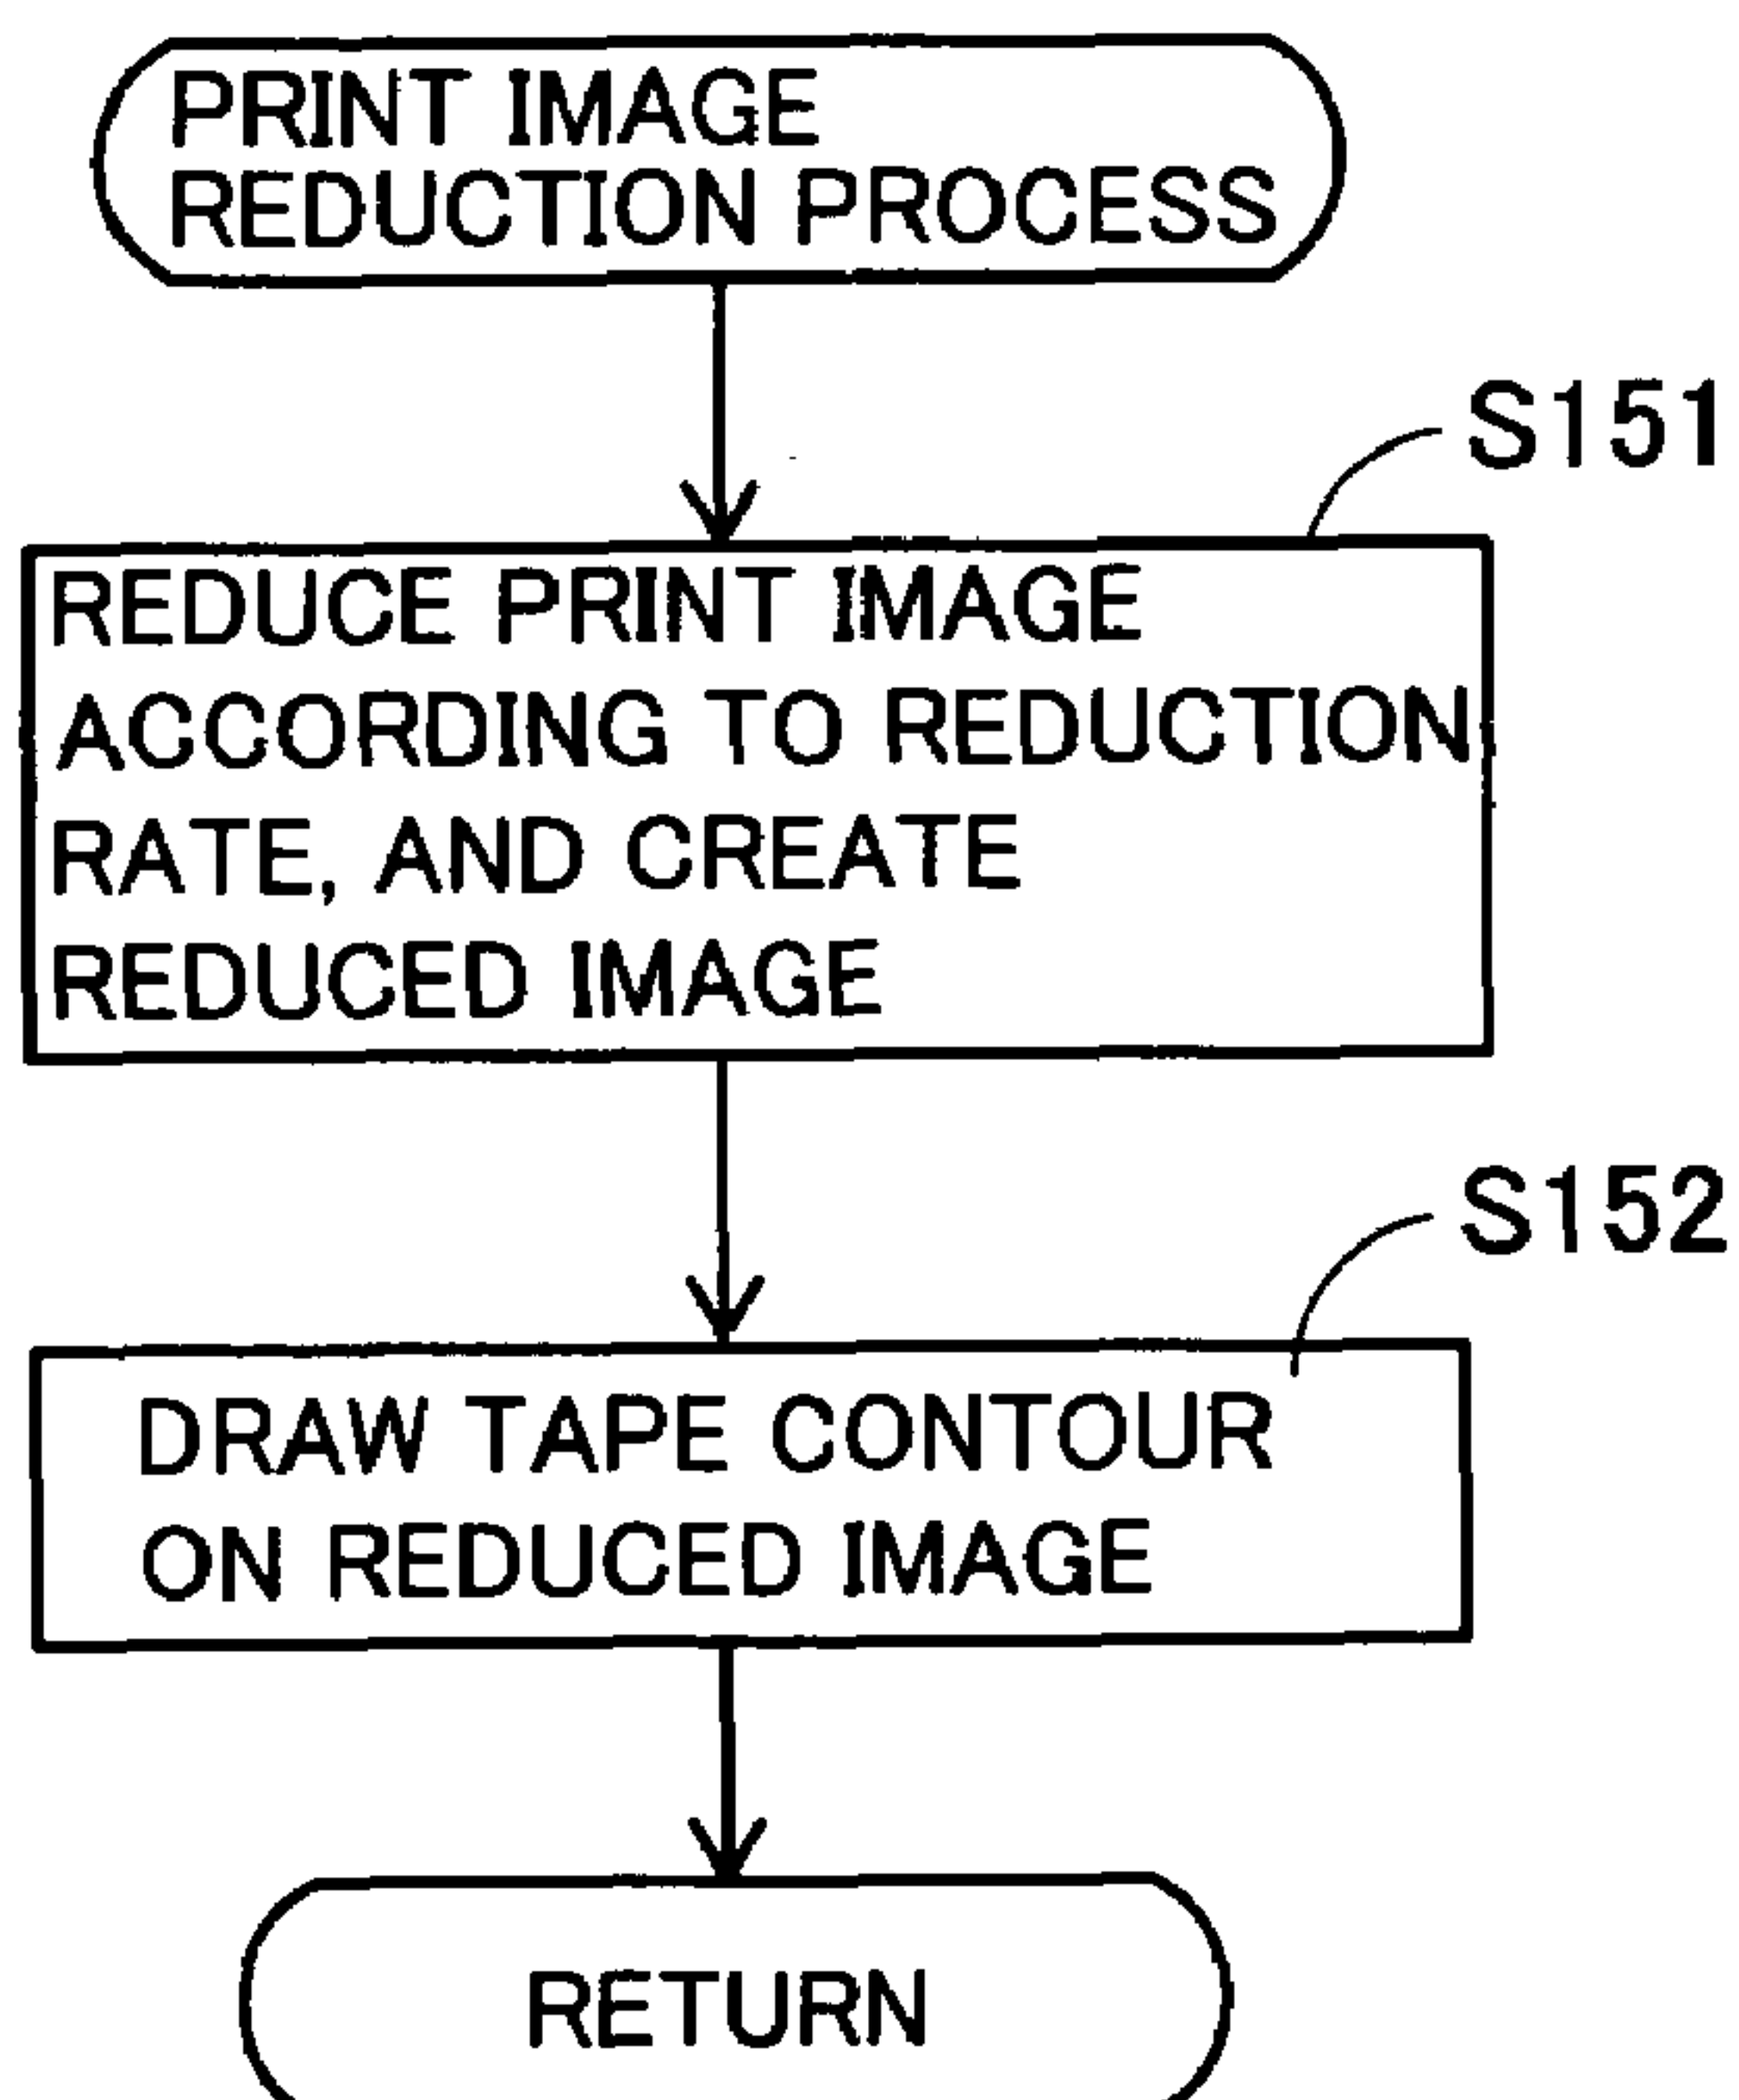 PRINT IMAGE
REDUCTION PROCESS
S151
REDUCE PRINT IMAGE
ACCORDING TO REDUCTION
RATE, AND CREATE
REDUCED IMAGE
S152
DRAW TAPE CONTOUR
ON REDUCED IMAGE
RETURN